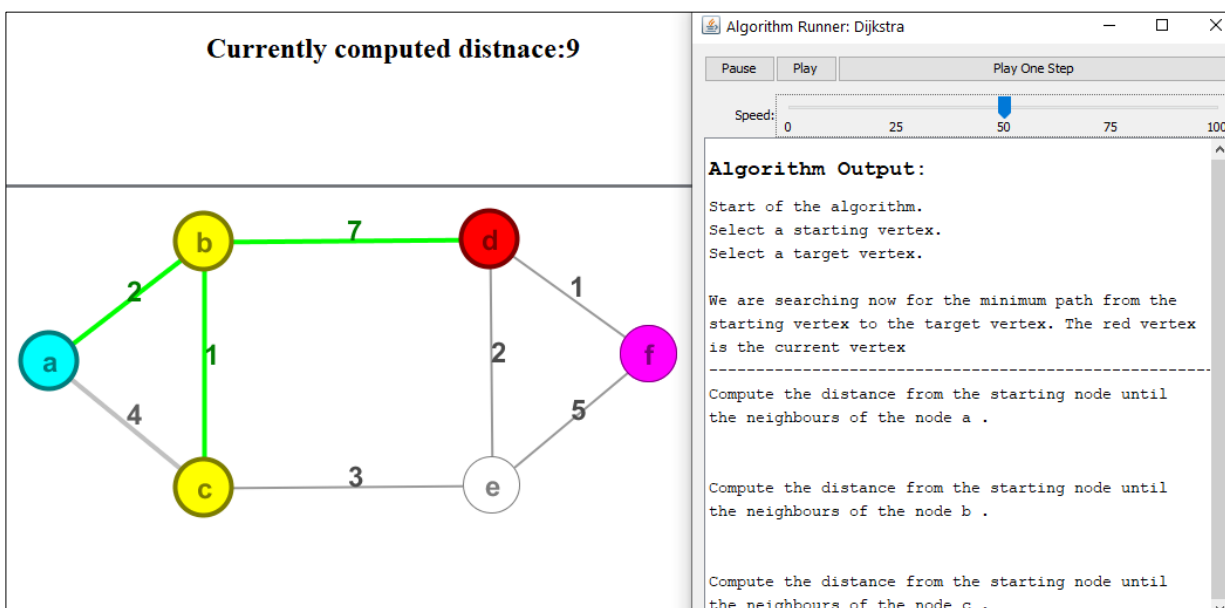 Currently computed distnace:9
b
7
d
2
1
a
1
2
f
4
5
3
c
e
Algorithm Runner: Dijkstra
Pause Play Play One Step
Speed:
0 25 50 75 100
Algorithm Output:
Start of the algorithm.
Select a starting vertex.
Select a target vertex.
We are searching now for the minimum path from the
starting vertex to the target vertex. The red vertex
is the current vertex
--------------------------------------------------
Compute the distance from the starting node until
the neighbours of the node a .
Compute the distance from the starting node until
the neighbours of the node b .
Compute the distance from the starting node until
the neighbours of the node c .